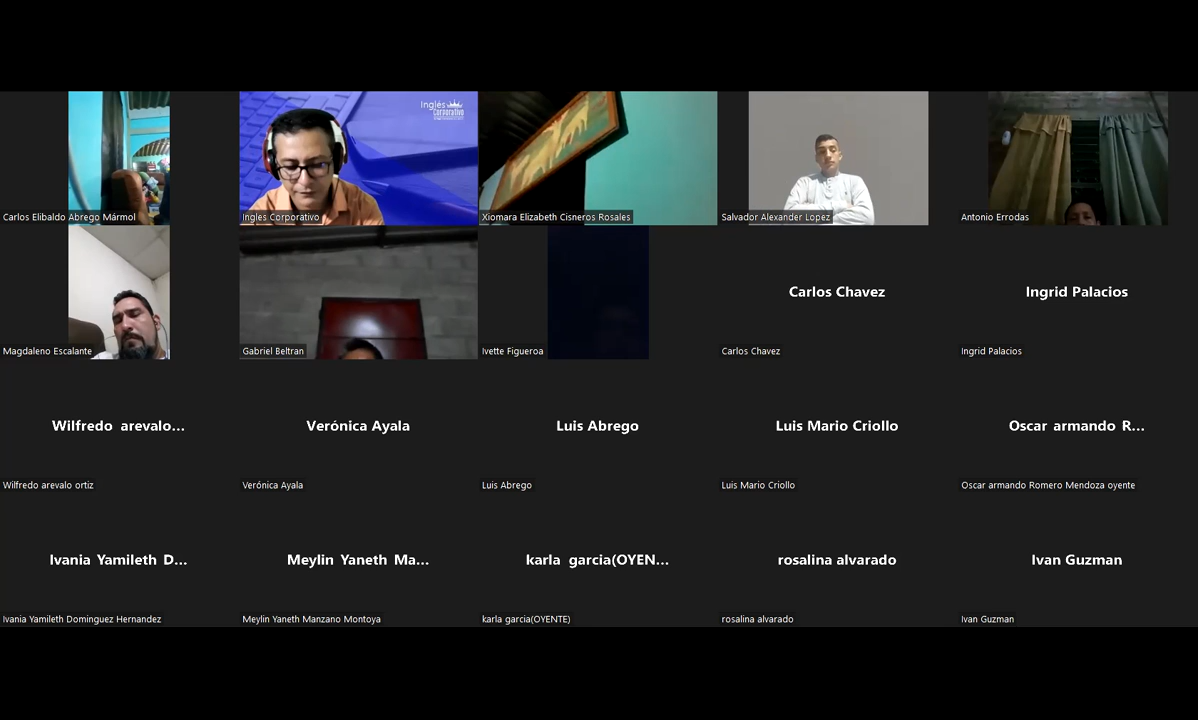 Inglés
Corporativo
Carlos Elibaldo Abrego Mármol
Ingles Corporativo
Xiomara Elizabeth Cisneros Rosales
Salvador Alexander Lopez
Antonio Errodas
Carlos Chavez
Ingrid Palacios
Magdaleno Escalante
Gabriel Beltran
Ivette Figueroa
Carlos Chavez
Ingrid Palacios
Wilfredo arevalo...
Verónica Ayala
Luis Abrego
Luis Mario Criollo
Oscar armando R...
Wilfredo arevalo ortiz
Verónica Ayala
Luis Abrego
Luis Mario Criollo
Oscar armando Romero Mendoza oyente
Ivania Yamileth D...
Meylin Yaneth Ma...
karla garcia(OYEN...
rosalina alvarado
Ivan Guzman
Ivania Yamileth Dominguez Hernandez
Meylin Yaneth Manzano Montoya
karla garcia(OYENTE)
rosalina alvarado
Ivan Guzman